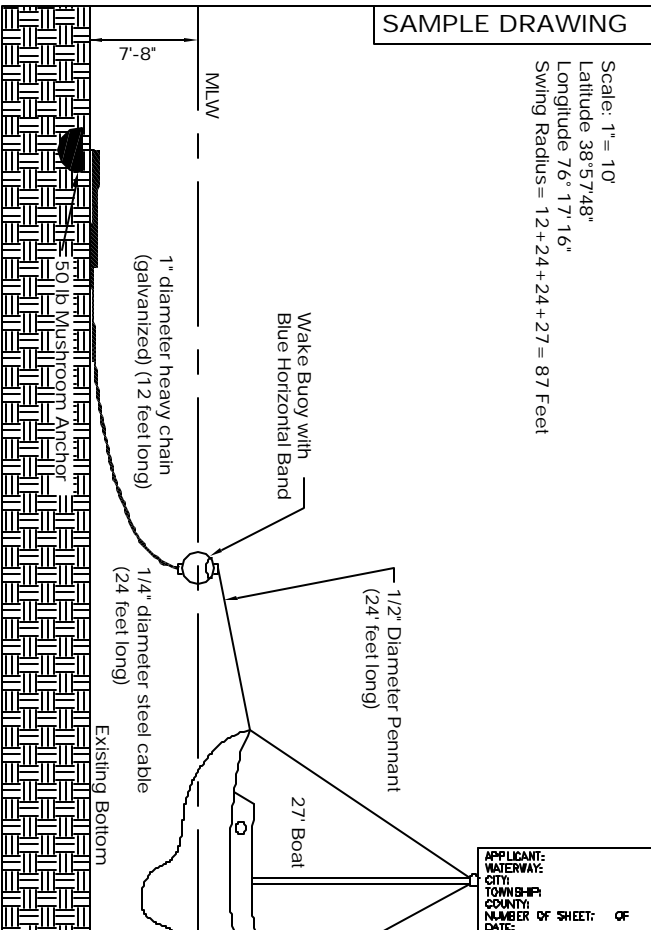 SAMPLE DRAWING
Scale: 1"= 10'
Latitude 38°57'48"
Longitude 76° 17' 16"
Swing Radius= 12+24+24+27= 87 Feet
7'-8"
MLW
Wake Buoy with
Blue Horizontal Band
1/2" Diameter Pennant
(24' feet long)
1" diameter heavy chain
(galvanized) (12 feet long)
1/4" diameter steel cable
(24 feet long)
50 lb Mushroom Anchor
Existing Bottom
27' Boat
APPLICANT:
WATERWAY:
CITY:
TOWNSHIP:
COUNTY:
NUMBER OF SHEET: OF
DATE: